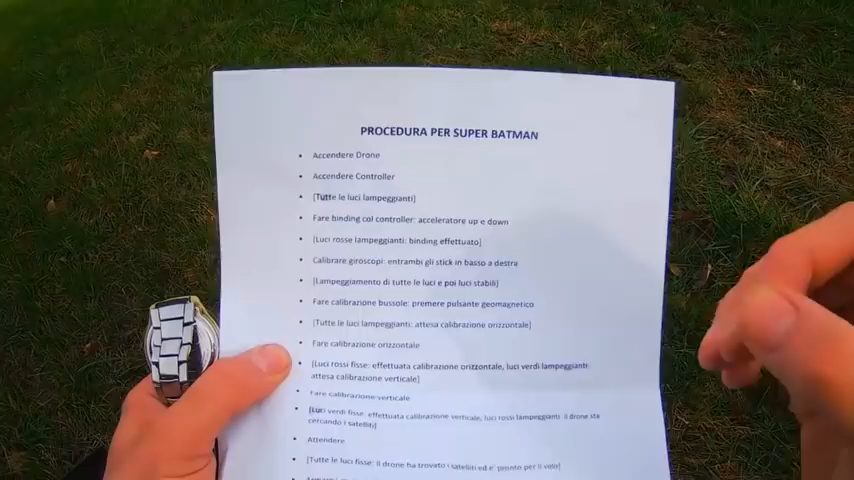 PROCEDURA PER SUPER BATMAN
• Accendere Drone
• Accendere Controller
• [Tutte le luci lampeggianti]
• Fare binding col controller: acceleratore up e down
• [Luci rosse lampeggianti: binding effettuato]
• Calibrare giroscopi: entrambi gli stick in basso a destra
• [Lampeggiamento di tutte le luci e poi luci stabili]
• Fare calibrazione bussole: premere pulsante geomagnetico
• [Tutte le luci lampeggianti: attesa calibrazione orizzontale]
• Fare calibrazione orizzontale
• [Luci rossi fisse: effettuata calibrazione orizzontale, luci verdi lampeggianti:
attesa calibrazione verticale]
• Fare calibrazione verticale
• [Luci verdi fisse: effettuata calibrazione verticale, luci rossi lampeggianti: il drone sta
cercando i satelliti]
• Attendere
• [Tutte le luci fisse: il drone ha trovato i satelliti ed e' pronto per il volo]